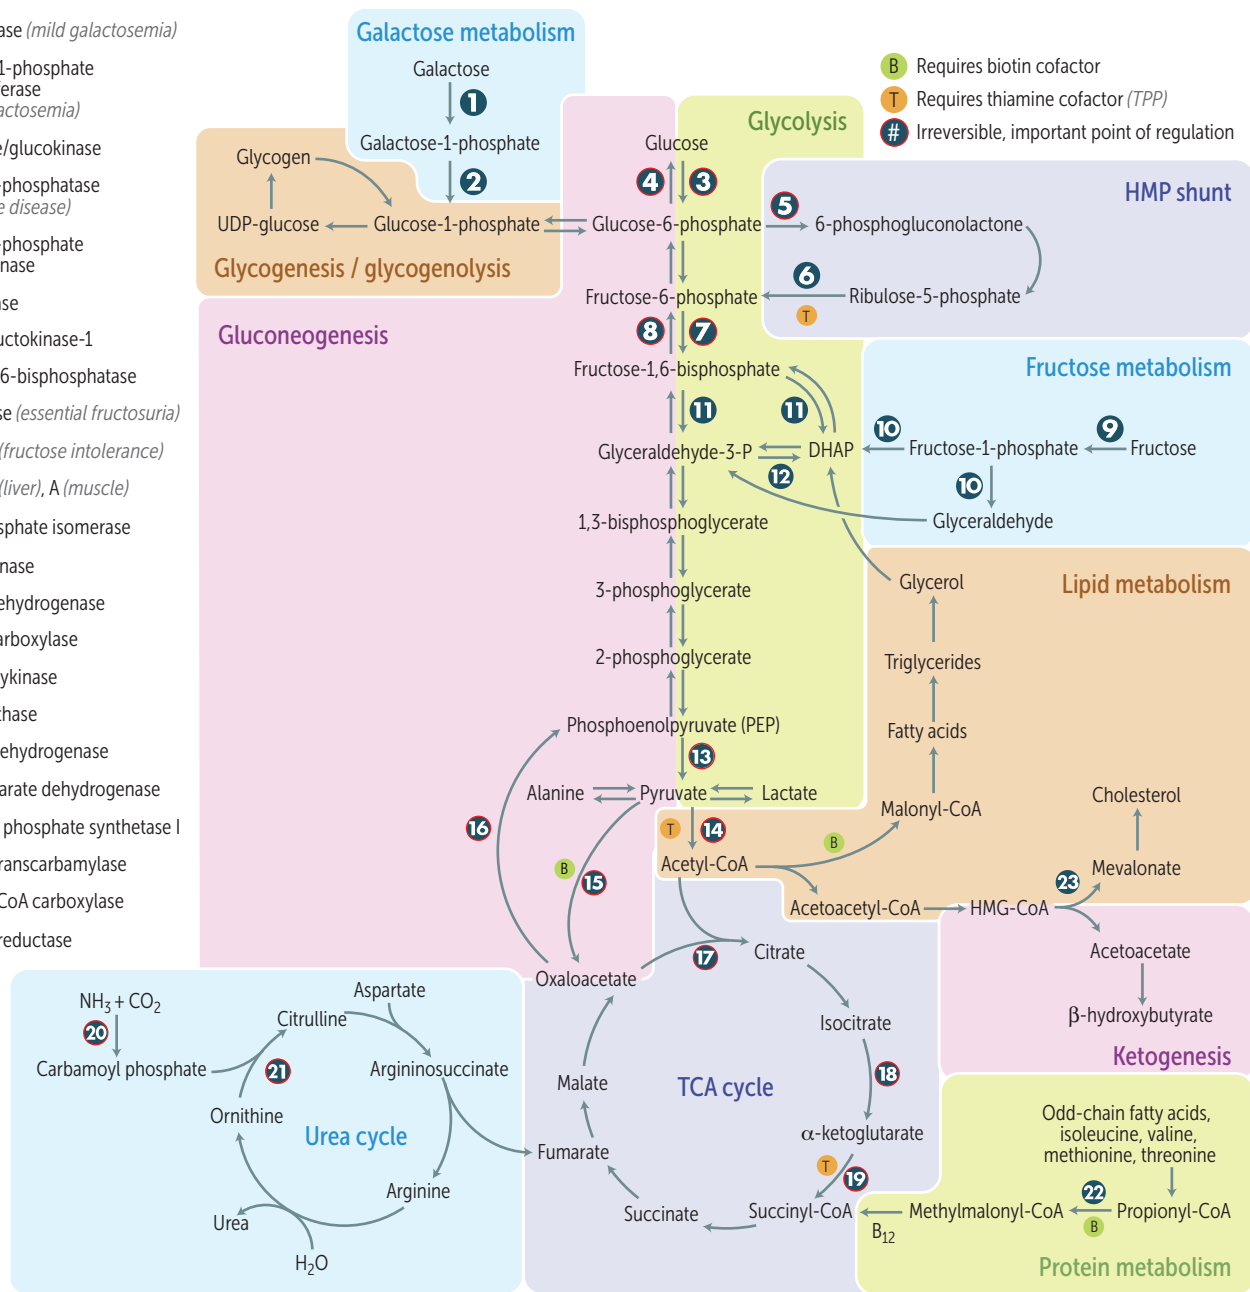 ase (mild galactosemia)
1-phosphate
erase
actosemia)
e/glucokinase
-phosphatase
e disease)
-phosphate
nase
ase
uctokinase-1
6-bisphosphatase
se (essential fructosuria)
(fructose intolerance)
(liver), A (muscle)
sphate isomerase
nase
ehydrogenase
arboxylase
ykinase
thase
ehydrogenase
arate dehydrogenase
phosphate synthetase I
ranscarbamylase
CoA carboxylase
reductase
Galactose metabolism
Galactose
1
Galactose-1-phosphate
2
B Requires biotin cofactor
T Requires thiamine cofactor (TPP)
# Irreversible, important point of regulation
Glycogen
UDP-glucose
Glucose-1-phosphate
Glycogenesis / glycogenolysis
Glycolysis
Glucose
4
3
Glucose-6-phosphate
HMP shunt
5
6-phosphogluconolactone
6
T
Ribulose-5-phosphate
Fructose-6-phosphate
Gluconeogenesis
8
7
Fructose-1,6-bisphosphate
11
11
Glyceraldehyde-3-P
DHAP
12
Fructose metabolism
10
Fructose-1-phosphate
9
Fructose
10
Glyceraldehyde
1,3-bisphosphoglycerate
3-phosphoglycerate
2-phosphoglycerate
Phosphoenolpyruvate (PEP)
13
Alanine
Pyruvate
Lactate
Lipid metabolism
Glycerol
Triglycerides
Fatty acids
Malonyl-CoA
Cholesterol
Mevalonate
T
14
B
Acetyl-CoA
23
Acetoacetyl-CoA
HMG-CoA
16
B
15
Oxaloacetate
17
Citrate
Acetoacetate
β-hydroxybutyrate
Ketogenesis
NH3 + CO2
20
Carbamoyl phosphate
Aspartate
Citrulline
21
Argininosuccinate
Ornithine
Urea cycle
Arginine
Urea
H2O
TCA cycle
Isocitrate
18
α-ketoglutarate
T
19
Succinyl-CoA
Succinate
Fumarate
Malate
Odd-chain fatty acids,
isoleucine, valine,
methionine, threonine
22
B
Propionyl-CoA
Methylmalonyl-CoA
B12
Protein metabolism